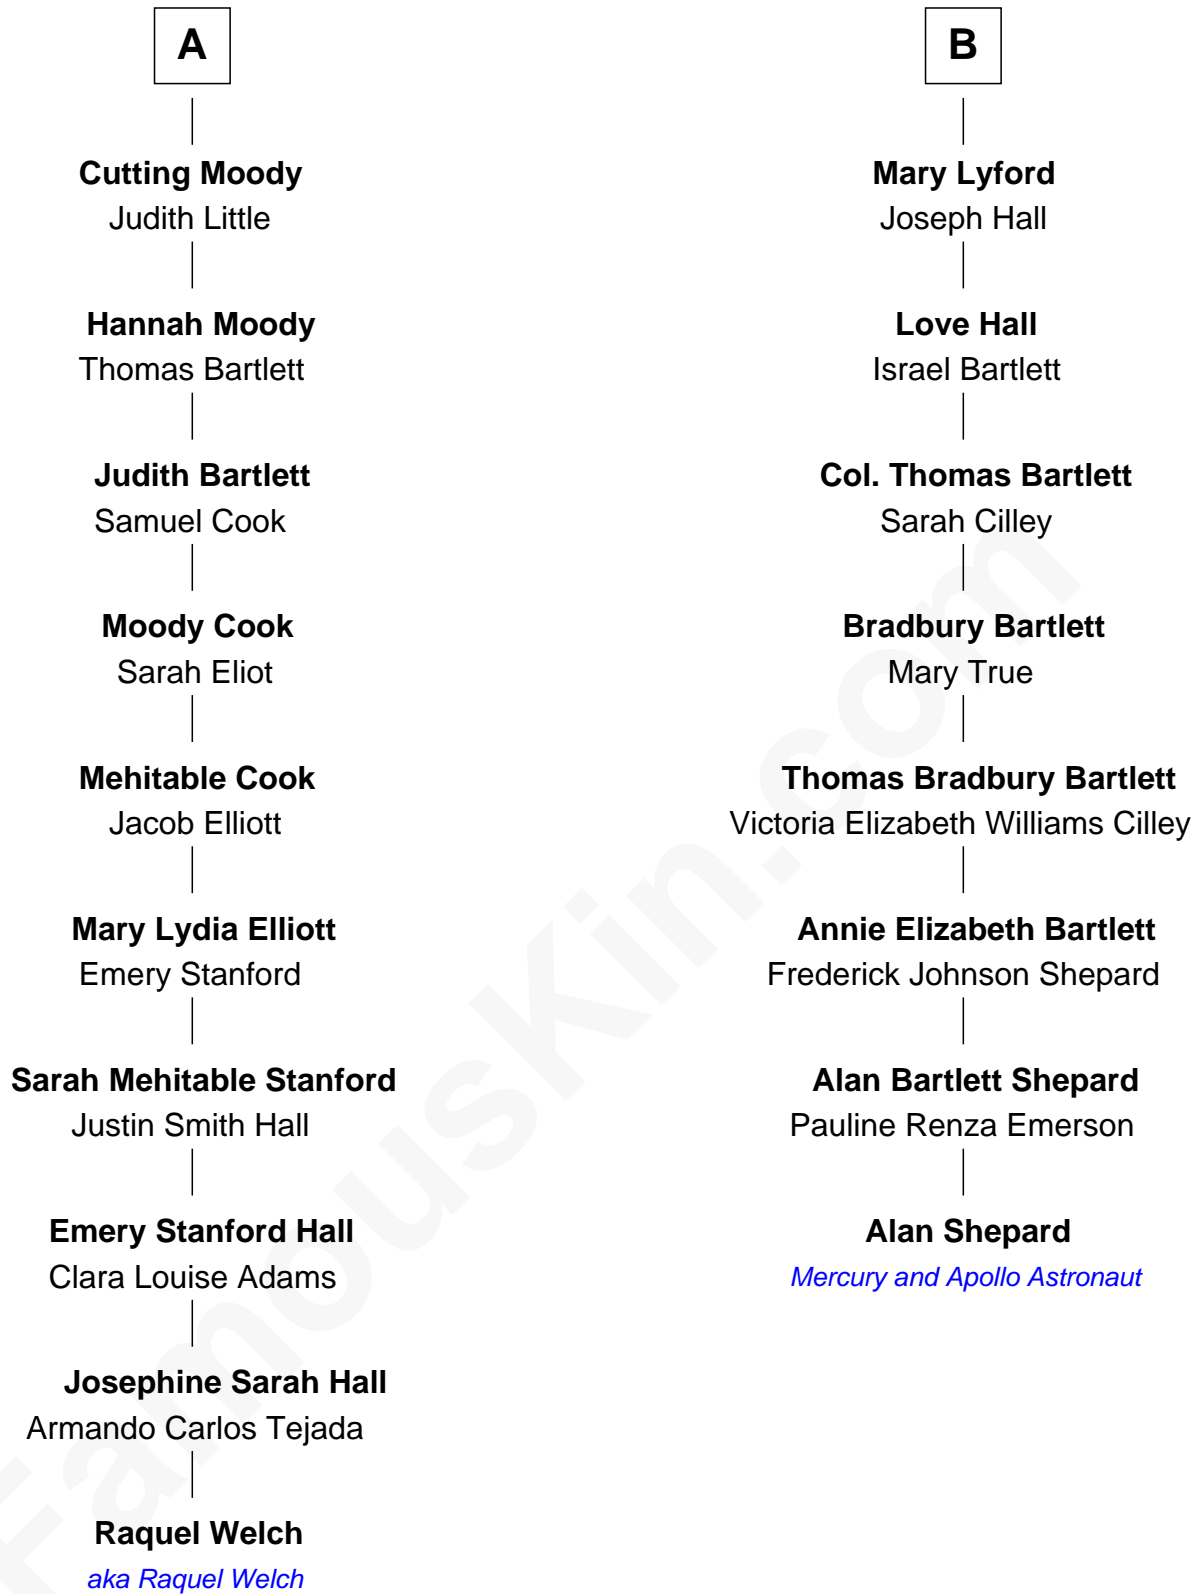 A
Cutting Moody
Judith Little
Hannah Moody
Thomas Bartlett
Judith Bartlett
Samuel Cook
Moody Cook
Sarah Eliot
Mehitable Cook
Jacob Elliott
Mary Lydia Elliott
Emery Stanford
Sarah Mehitable Stanford
Justin Smith Hall
Emery Stanford Hall
Clara Louise Adams
Josephine Sarah Hall
Armando Carlos Tejada
Raquel Welch
aka Raquel Welch
B
Mary Lyford
Joseph Hall
Love Hall
Israel Bartlett
Col. Thomas Bartlett
Sarah Cilley
Bradbury Bartlett
Mary True
Thomas Bradbury Bartlett
Victoria Elizabeth Williams Cilley
Annie Elizabeth Bartlett
Frederick Johnson Shepard
Alan Bartlett Shepard
Pauline Renza Emerson
Alan Shepard
Mercury and Apollo Astronaut
FamousKin.com